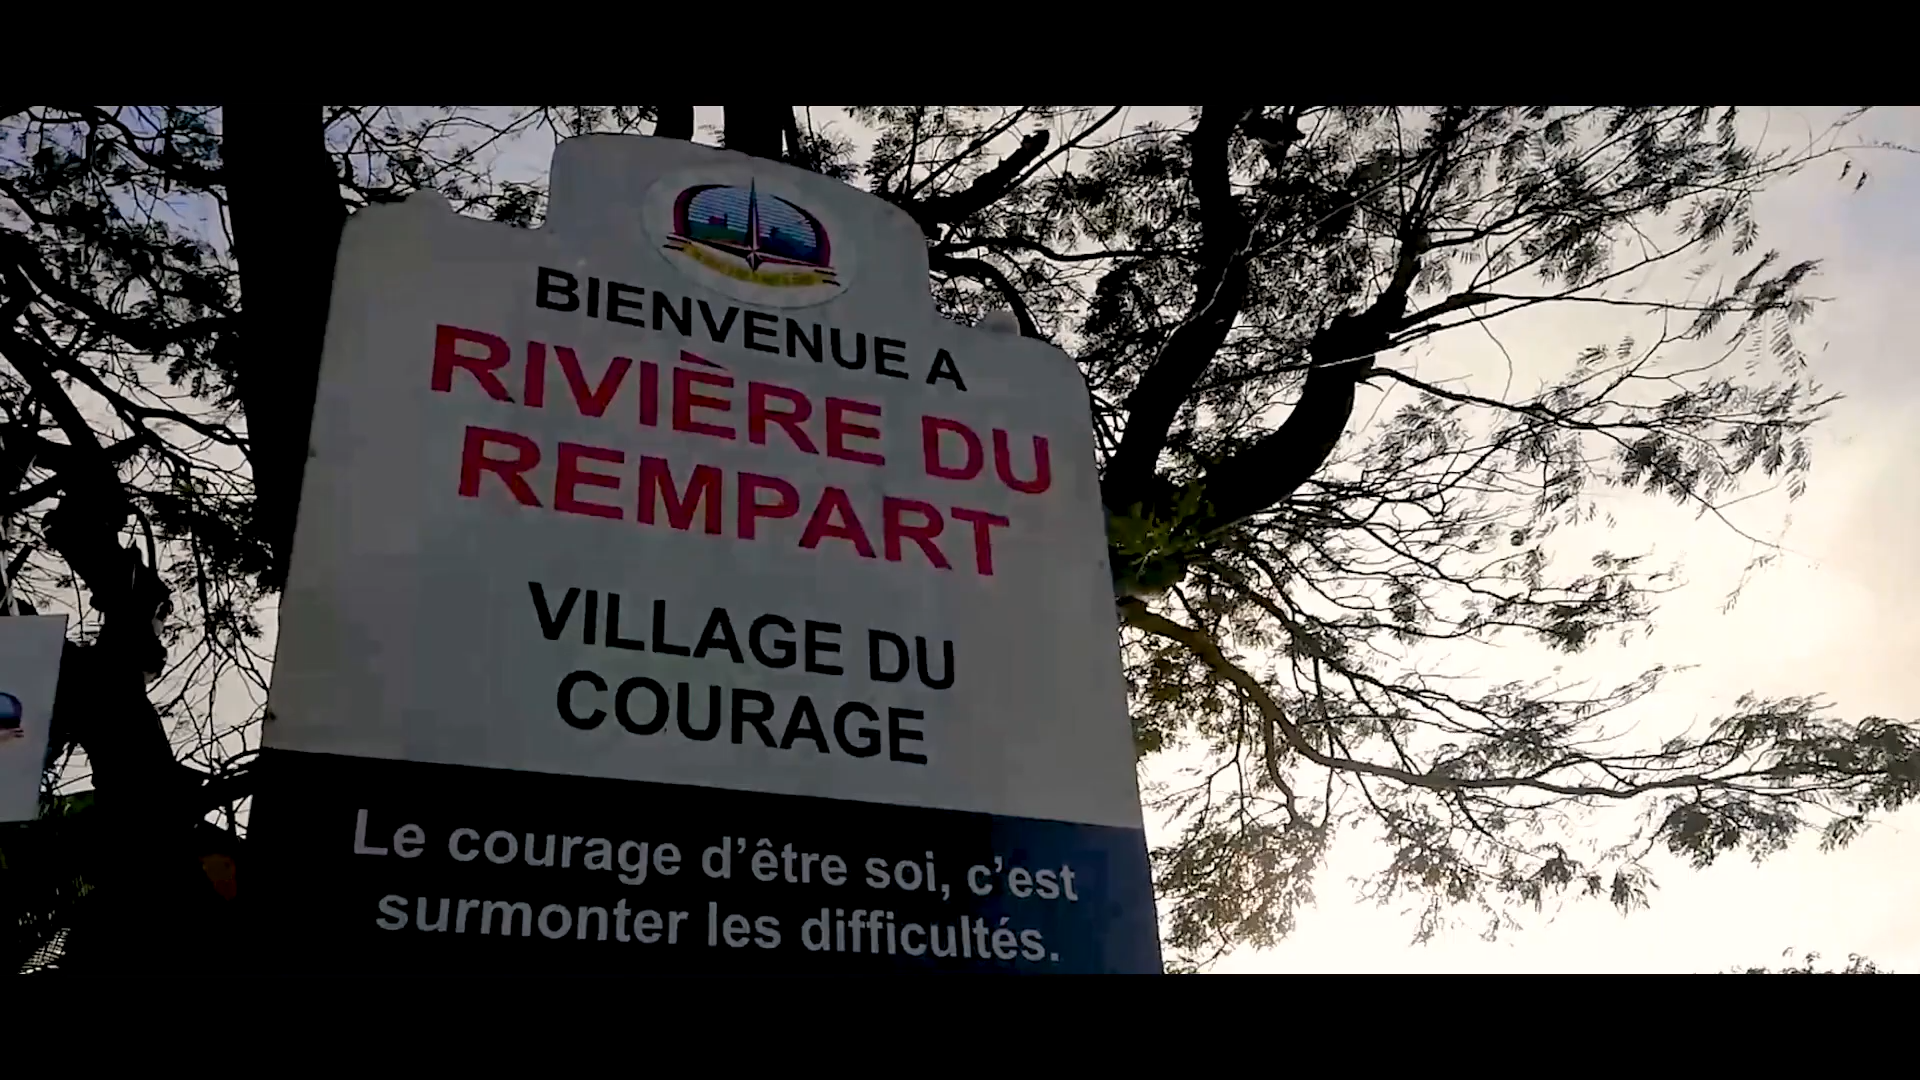 BIENVENUE A
RIVIÈRE DU
REMPART
VILLAGE DU
COURAGE
Le courage d'être soi, c'est
surmonter les difficultés.